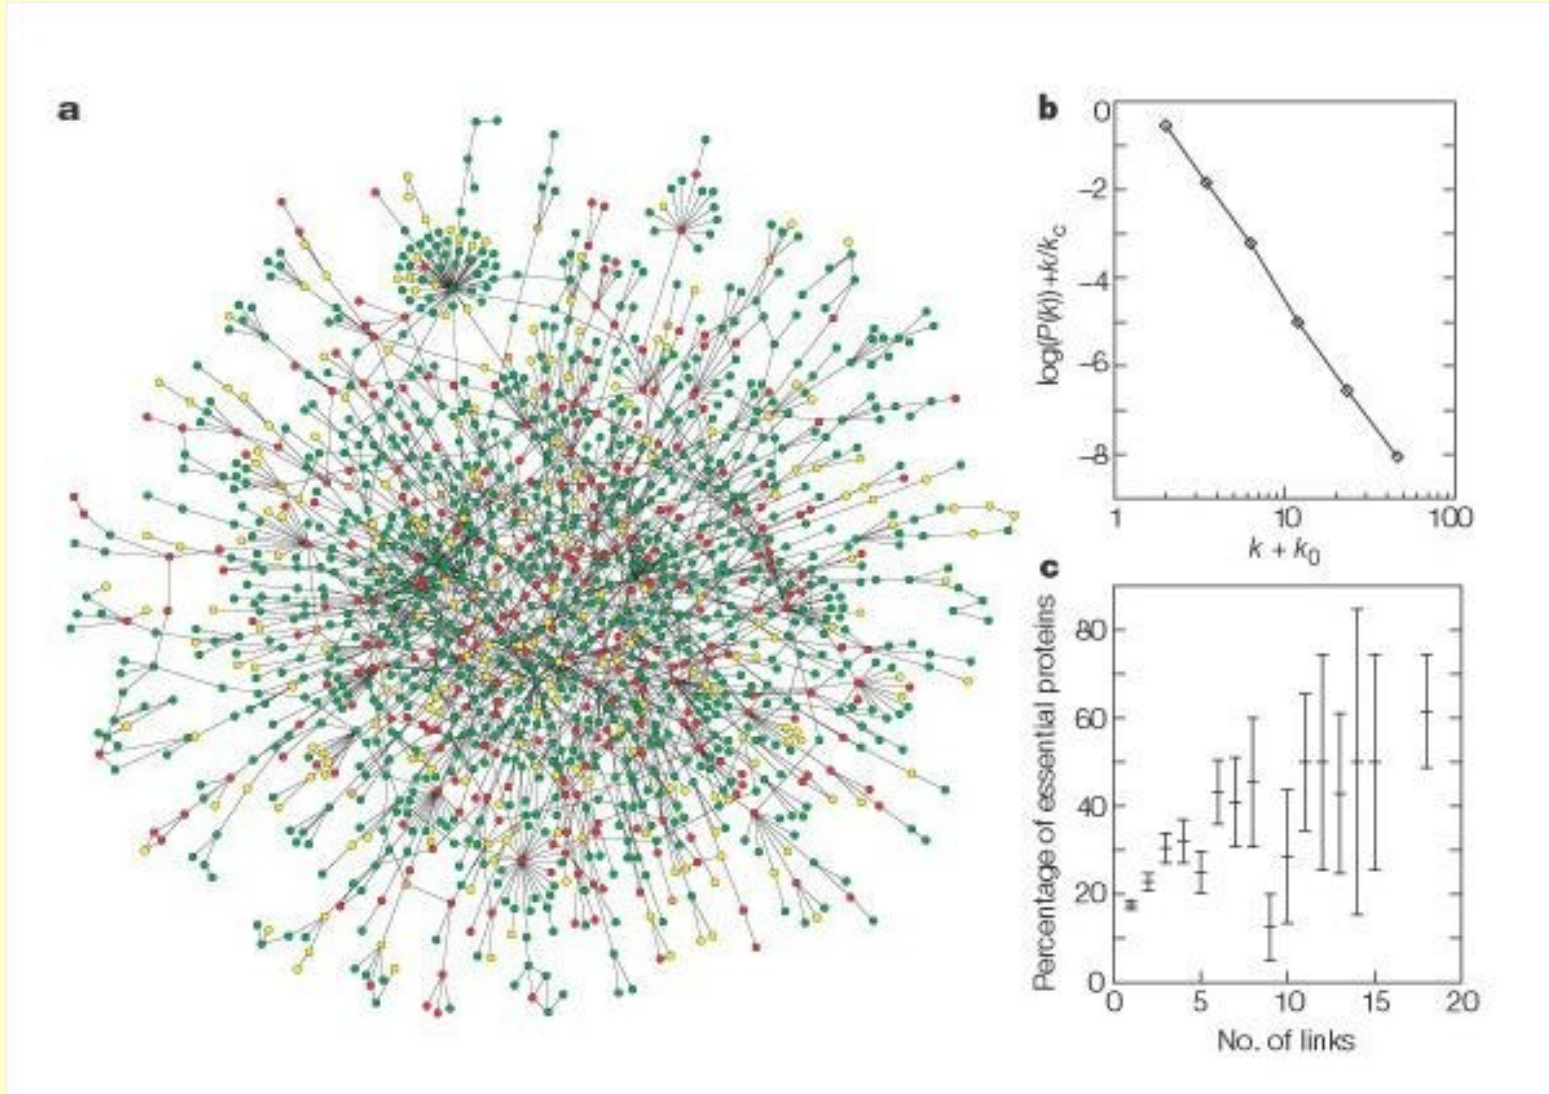 a
b
0
–2
–4
–6
–8
log(P(k))+k/kc
1 10 100
k + k0
c
80
60
40
20
0
Percentage of essential proteins
0 5 10 15 20
No. of links